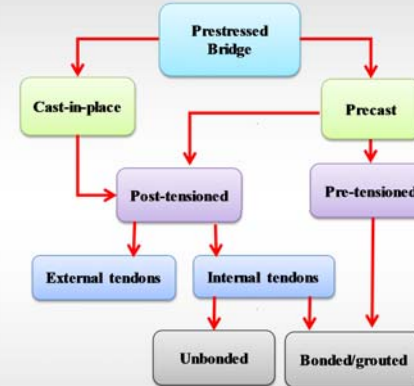 Prestressed
Bridge
Cast-in-place
Precast
Post-tensioned
Pre-tensioned
External tendons
Internal tendons
Unbonded
Bonded/grouted